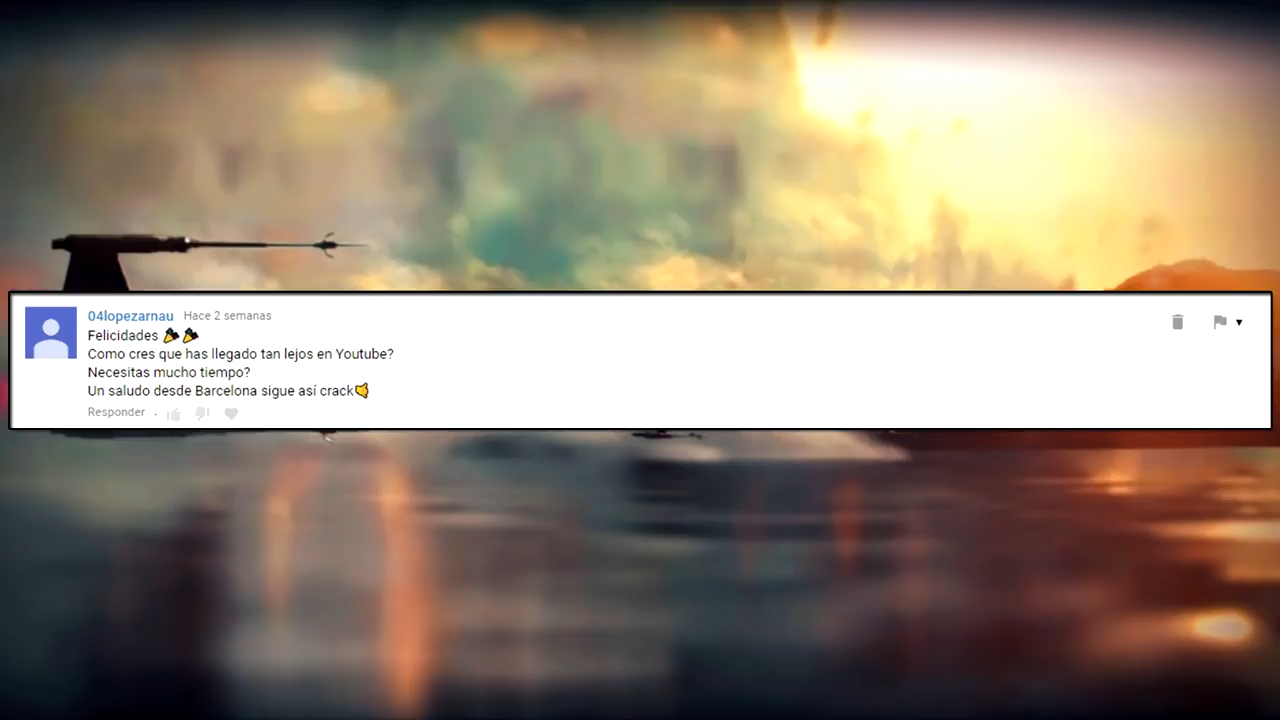 04lopezarnau Hace 2 semanas
Felicidades 🎉🎉
Como cres que has llegado tan lejos en Youtube?
Necesitas mucho tiempo?
Un saludo desde Barcelona sigue así crack🤙
Responder ·